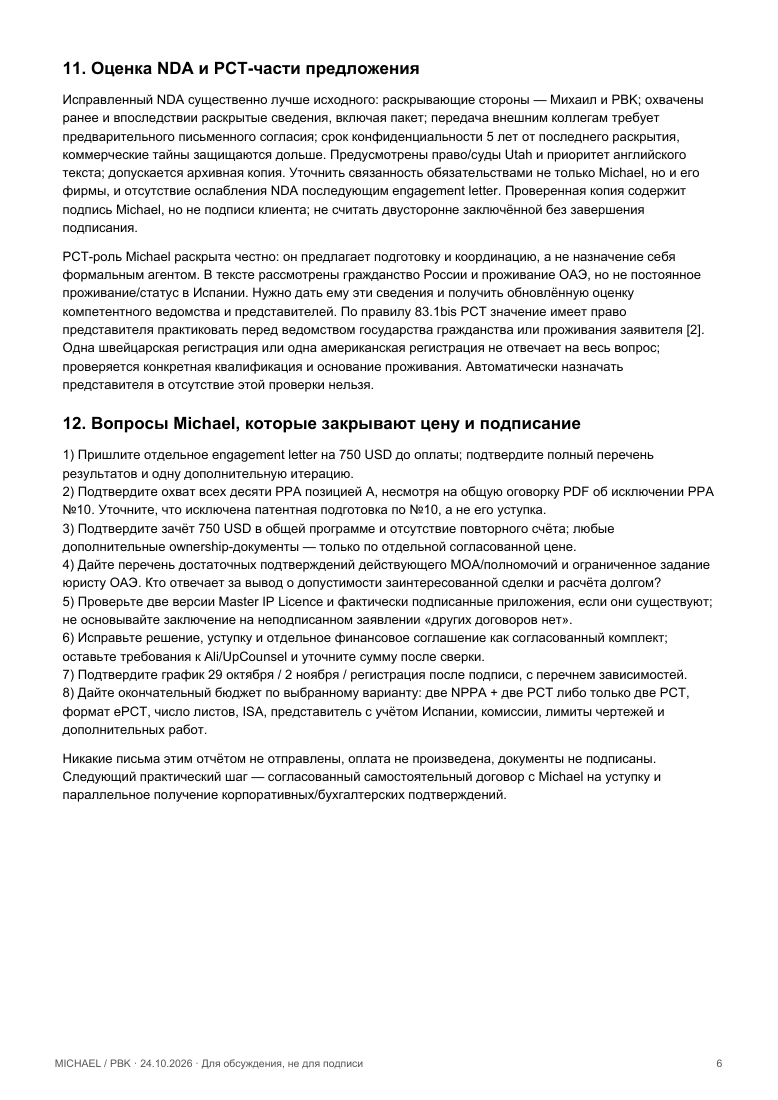 11. Оценка NDA и PCT-части предложения
Исправленный NDA существенно лучше исходного: раскрывающие стороны — Михаил и PBK; охвачены
ранее и впоследствии раскрытые сведения, включая пакет; передача внешним коллегам требует
предварительного письменного согласия; срок конфиденциальности 5 лет от последнего раскрытия,
коммерческие тайны защищаются дольше. Предусмотрены право/суды Utah и приоритет английского
текста; допускается архивная копия. Уточнить связанность обязательствами не только Michael, но и его
фирмы, и отсутствие ослабления NDA последующим engagement letter. Проверенная копия содержит
подпись Michael, но не подписи клиента; не считать двусторонне заключённой без завершения
подписания.
PCT-роль Michael раскрыта честно: он предлагает подготовку и координацию, а не назначение себя
формальным агентом. В тексте рассмотрены гражданство России и проживание ОАЭ, но не постоянное
проживание/статус в Испании. Нужно дать ему эти сведения и получить обновлённую оценку
компетентного ведомства и представителей. По правилу 83.1bis PCT значение имеет право
представителя практиковать перед ведомством государства гражданства или проживания заявителя [2].
Одна швейцарская регистрация или одна американская регистрация не отвечает на весь вопрос;
проверяется конкретная квалификация и основание проживания. Автоматически назначать
представителя в отсутствие этой проверки нельзя.
12. Вопросы Michael, которые закрывают цену и подписание
1) Пришлите отдельное engagement letter на 750 USD до оплаты; подтвердите полный перечень
результатов и одну дополнительную итерацию.
2) Подтвердите охват всех десяти PPA позицией A, несмотря на общую оговорку PDF об исключении PPA
№10. Уточните, что исключена патентная подготовка по №10, а не его уступка.
3) Подтвердите зачёт 750 USD в общей программе и отсутствие повторного счёта; любые
дополнительные ownership-документы — только по отдельной согласованной цене.
4) Дайте перечень достаточных подтверждений действующего MOA/полномочий и ограниченное задание
юристу ОАЭ. Кто отвечает за вывод о допустимости заинтересованной сделки и расчёта долгом?
5) Проверьте две версии Master IP Licence и фактически подписанные приложения, если они существуют;
не основывайте заключение на неподписанном заявлении «других договоров нет».
6) Исправьте решение, уступку и отдельное финансовое соглашение как согласованный комплект;
оставьте требования к Ali/UpCounsel и уточните сумму после сверки.
7) Подтвердите график 29 октября / 2 ноября / регистрация после подписи, с перечнем зависимостей.
8) Дайте окончательный бюджет по выбранному варианту: две NPPA + две PCT либо только две PCT,
формат ePCT, число листов, ISA, представитель с учётом Испании, комиссии, лимиты чертежей и
дополнительных работ.
Никакие письма этим отчётом не отправлены, оплата не произведена, документы не подписаны.
Следующий практический шаг — согласованный самостоятельный договор с Michael на уступку и
параллельное получение корпоративных/бухгалтерских подтверждений.
MICHAEL / PBK · 24.10.2026 · Для обсуждения, не для подписи
6